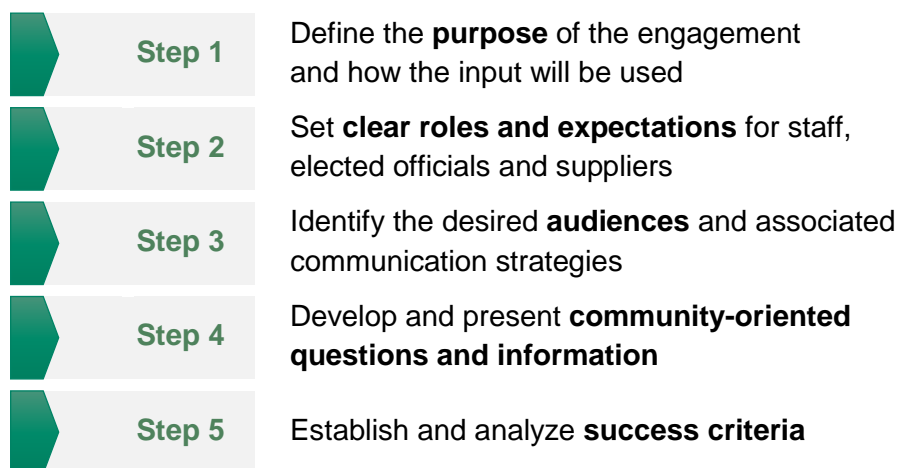 Step 1
Define the purpose of the engagement
and how the input will be used
Step 2
Set clear roles and expectations for staff,
elected officials and suppliers
Step 3
Identify the desired audiences and associated
communication strategies
Step 4
Develop and present community-oriented
questions and information
Step 5
Establish and analyze success criteria